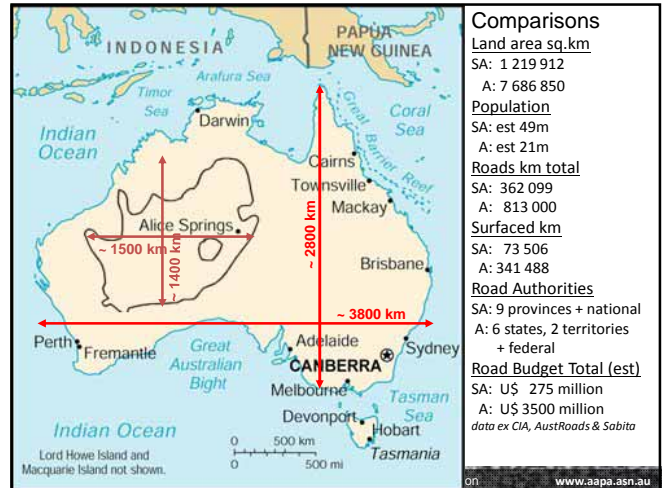 INDONESIA
PAPUA
NEW GUINEA
Arafura Sea
Timor
Sea
Darwin
Coral
Sea
Great Barrier Reef
Indian
Ocean
Cairns
Townsville
Mackay
Alice Springs
~ 1500 km
~ 1400 km
~ 2800 km
Brisbane
~ 3800 km
Perth
Fremantle
Great
Australian
Bight
Adelaide
Sydney
CANBERRA
Melbourne
Tasman
Sea
Devonport
Hobart
Tasmania
Indian Ocean
Lord Howe Island and
Macquarie Island not shown.
0 500 km
0 500 mi
Comparisons
Land area sq.km
SA: 1 219 912
A: 7 686 850
Population
SA: est 49m
A: est 21m
Roads km total
SA: 362 099
A: 813 000
Surfaced km
SA: 73 506
A: 341 488
Road Authorities
SA: 9 provinces + national
A: 6 states, 2 territories
+ federal
Road Budget Total (est)
SA: U$ 275 million
A: U$ 3500 million
data ex CIA, AustRoads & Sabita
on www.aapa.asn.au